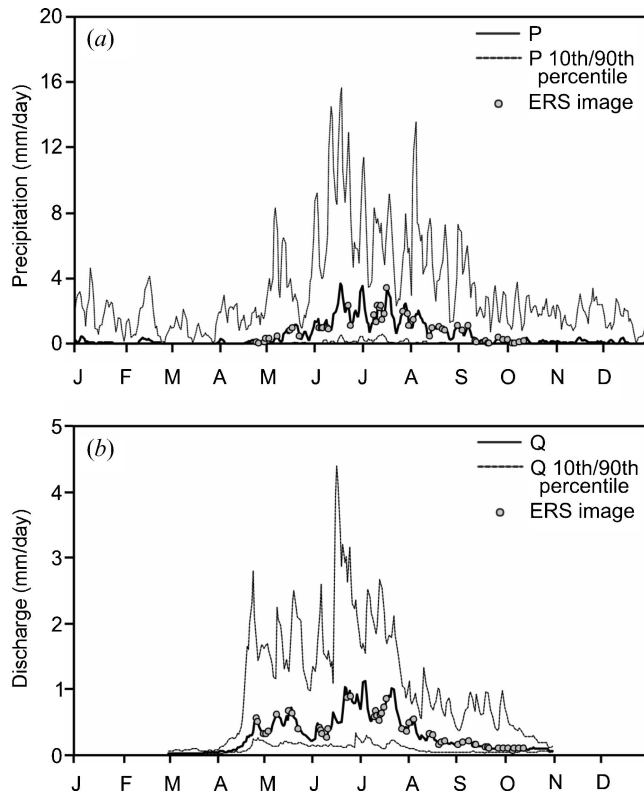 20
(a)
P
P 10th/90th
percentile
ERS image
16
12
8
4
0
Precipitation (mm/day)
J F M A M J J A S O N D
5
(b)
Q
Q 10th/90th
percentile
ERS image
4
3
2
1
0
Discharge (mm/day)
J F M A M J J A S O N D